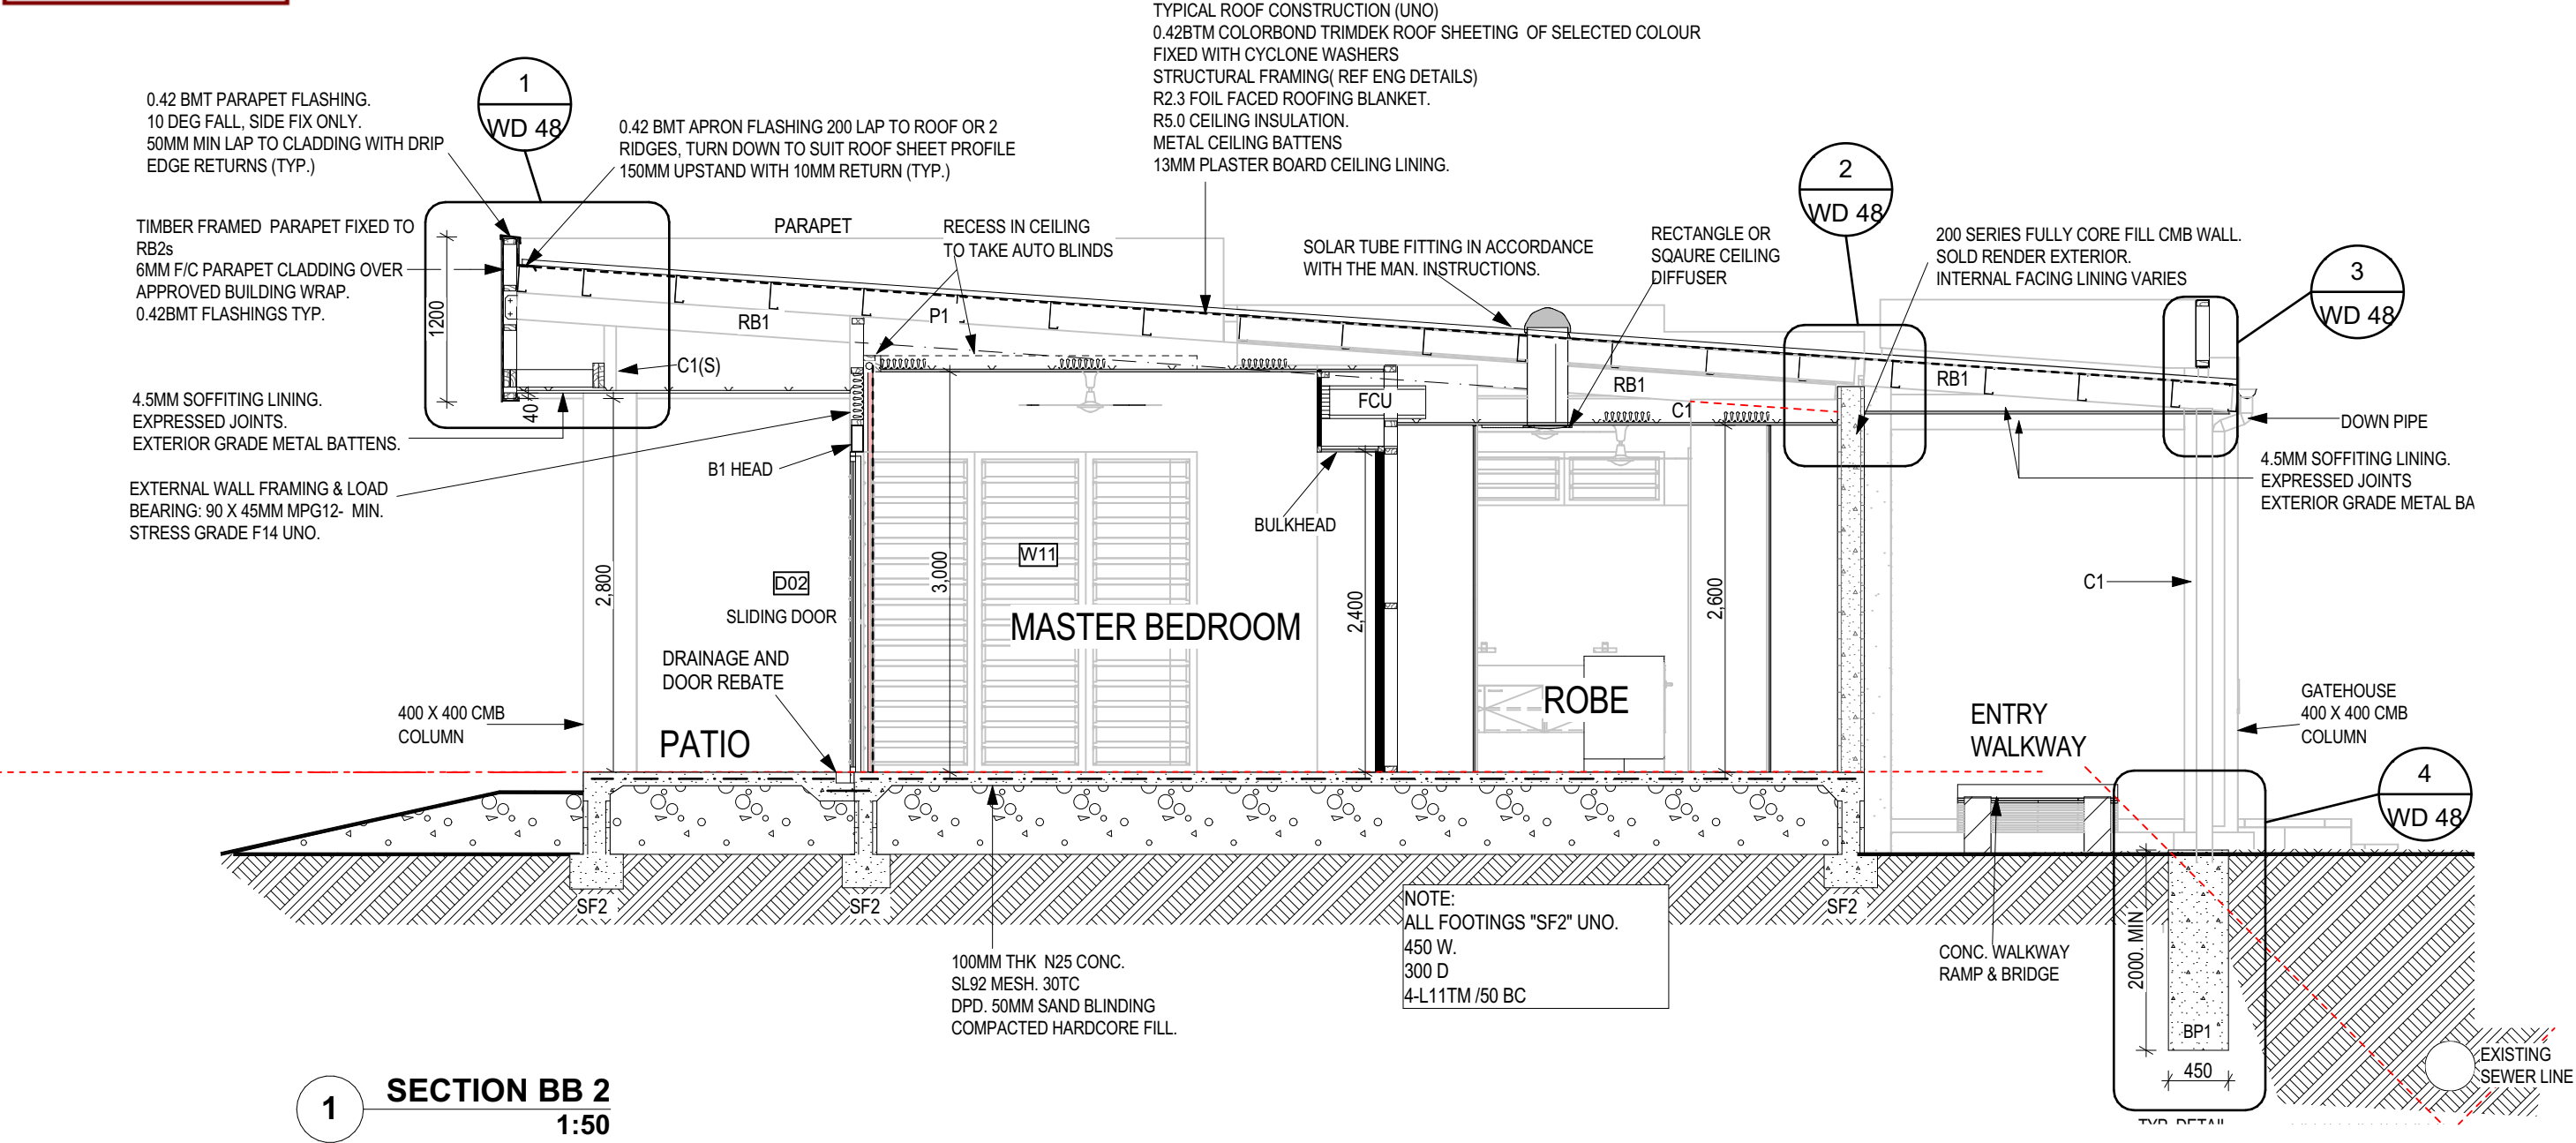 TYPICAL ROOF CONSTRUCTION (UNO)
0.42BTM COLORBOND TRIMDEK ROOF SHEETING OF SELECTED COLOUR
FIXED WITH CYCLONE WASHERS
STRUCTURAL FRAMING( REF ENG DETAILS)
R2.3 FOIL FACED ROOFING BLANKET.
R5.0 CEILING INSULATION.
METAL CEILING BATTENS
13MM PLASTER BOARD CEILING LINING.
0.42 BMT PARAPET FLASHING.
10 DEG FALL, SIDE FIX ONLY.
50MM MIN LAP TO CLADDING WITH DRIP
EDGE RETURNS (TYP.)
1
WD 48
0.42 BMT APRON FLASHING 200 LAP TO ROOF OR 2
RIDGES, TURN DOWN TO SUIT ROOF SHEET PROFILE
150MM UPSTAND WITH 10MM RETURN (TYP.)
2
WD 48
TIMBER FRAMED PARAPET FIXED TO
RB2s
6MM F/C PARAPET CLADDING OVER
APPROVED BUILDING WRAP.
0.42BMT FLASHINGS TYP.
PARAPET
RECESS IN CEILING
TO TAKE AUTO BLINDS
SOLAR TUBE FITTING IN ACCORDANCE
WITH THE MAN. INSTRUCTIONS.
RECTANGLE OR
SQAURE CEILING
DIFFUSER
200 SERIES FULLY CORE FILL CMB WALL.
SOLD RENDER EXTERIOR.
INTERNAL FACING LINING VARIES
3
WD 48
1200
RB1
P1
C1(S)
RB1
RB1
FCU
C1
40
4.5MM SOFFITING LINING.
EXPRESSED JOINTS.
EXTERIOR GRADE METAL BATTENS.
DOWN PIPE
B1 HEAD
4.5MM SOFFITING LINING.
EXPRESSED JOINTS
EXTERIOR GRADE METAL BA
EXTERNAL WALL FRAMING & LOAD
BEARING: 90 X 45MM MPG12- MIN.
STRESS GRADE F14 UNO.
BULKHEAD
2,800
D02
SLIDING DOOR
3,000
W11
MASTER BEDROOM
2,400
2,600
C1
DRAINAGE AND
DOOR REBATE
400 X 400 CMB
COLUMN
PATIO
ROBE
ENTRY
WALKWAY
GATEHOUSE
400 X 400 CMB
COLUMN
4
WD 48
SF2
SF2
SF2
NOTE:
ALL FOOTINGS "SF2" UNO.
450 W.
300 D
4-L11TM /50 BC
100MM THK N25 CONC.
SL92 MESH. 30TC
DPD. 50MM SAND BLINDING
COMPACTED HARDCORE FILL.
CONC. WALKWAY
RAMP & BRIDGE
2000. MIN
BP1
450
EXISTING
SEWER LINE
TYP. DETAIL
1
SECTION BB 2
1:50